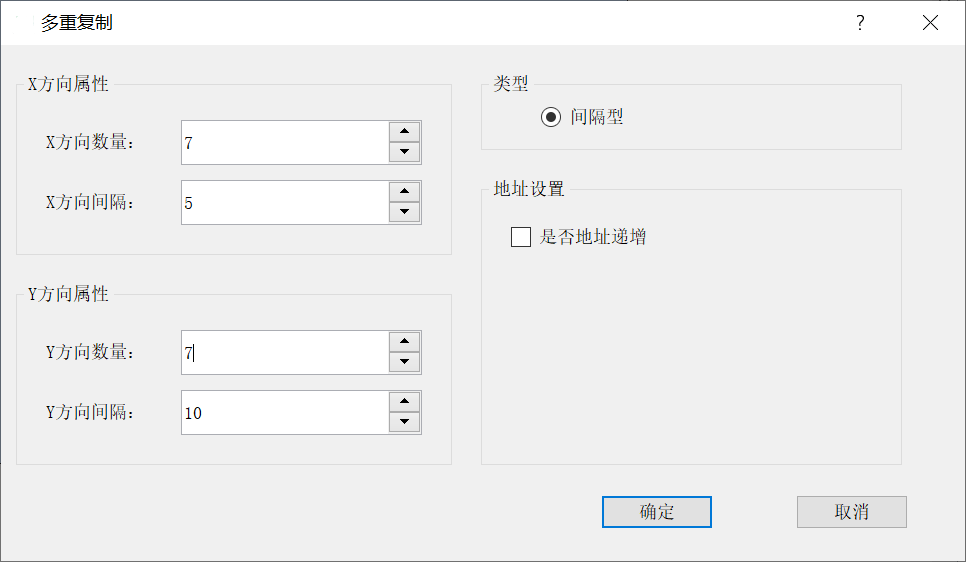 多重复制
?
X方向属性
X方向数量:
7
X方向间隔:
5
Y方向属性
Y方向数量:
7
Y方向间隔:
10
类型
间隔型
地址设置
是否地址递增
确定
取消